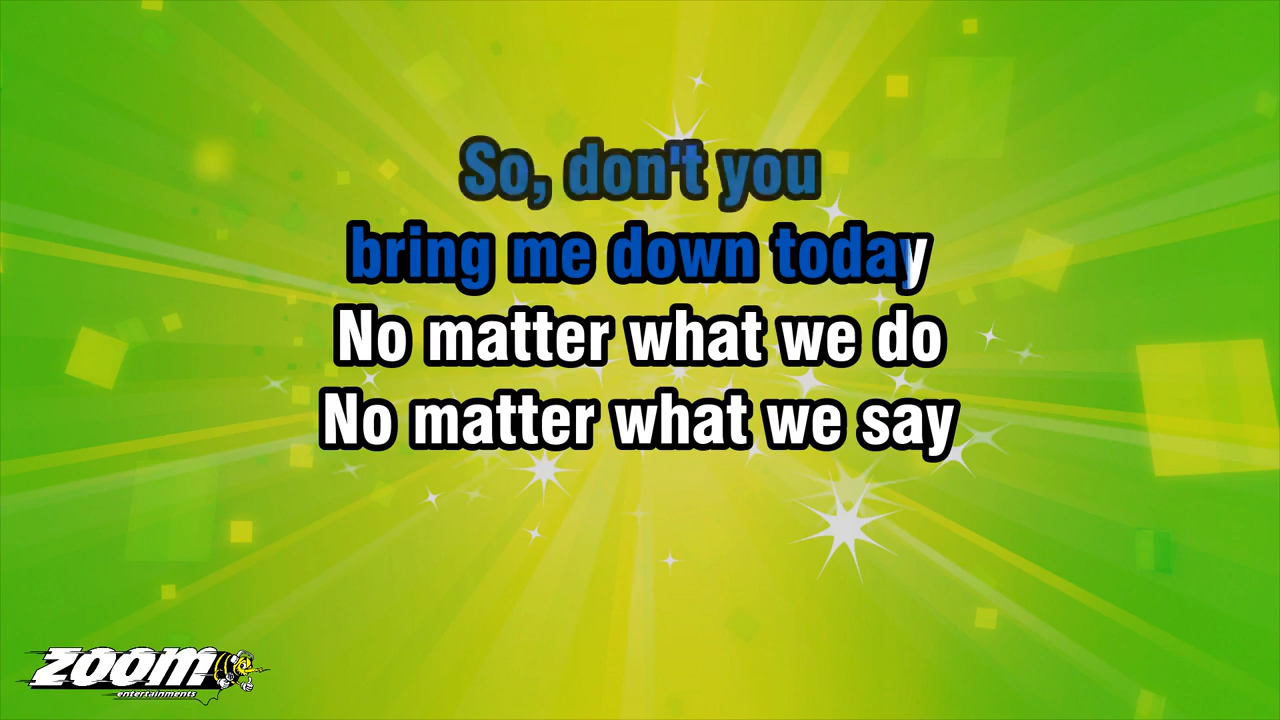 So, don't you
bring me down today
No matter what we do
No matter what we say
ZOOM
entertainments